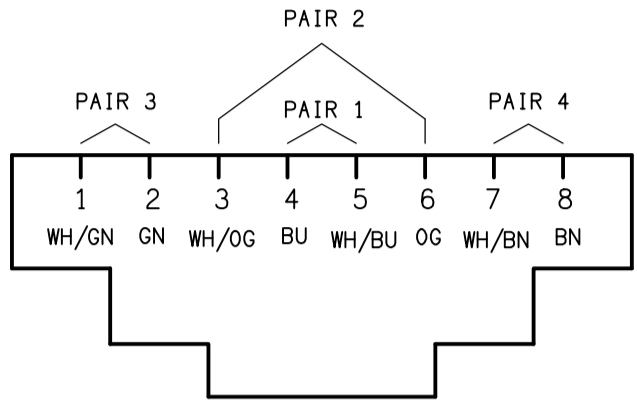 PAIR 2
PAIR 3
PAIR 1
PAIR 4
1 2 3 4 5 6 7 8
WH/GN GN WH/OG BU WH/BU OG WH/BN BN